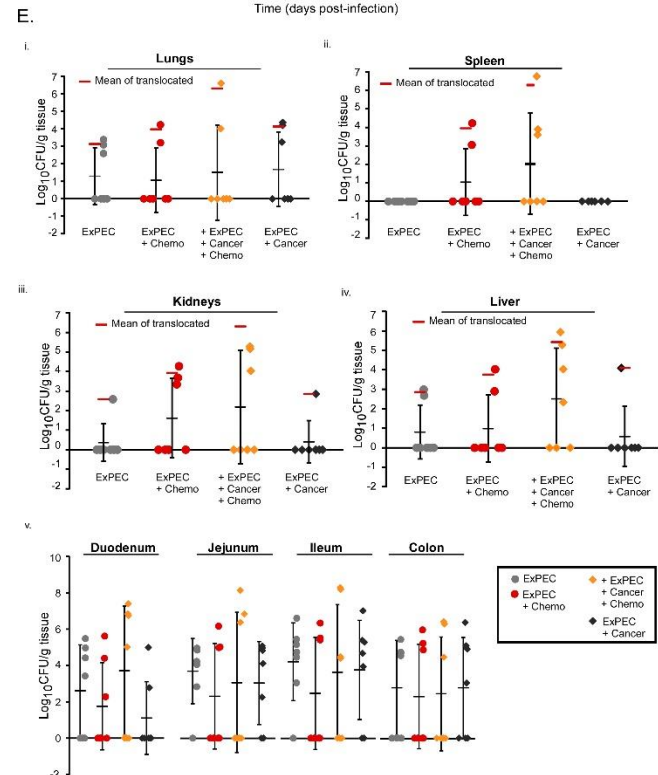 Time (days post-infection)
E.
i.
Lungs
Mean of translocated
Log10CFU/g tissue
7
6
5
4
3
2
1
0
-1
-2
ExPEC
ExPEC
+ Chemo
+ ExPEC
+ Cancer
+ Chemo
ExPEC
+ Cancer
ii.
Spleen
Mean of translocated
Log10CFU/g tissue
7
6
5
4
3
2
1
0
-1
-2
ExPEC
ExPEC
+ Chemo
+ ExPEC
+ Cancer
+ Chemo
ExPEC
+ Cancer
iii.
Kidneys
Mean of translocated
Log10CFU/g tissue
7
6
5
4
3
2
1
0
-1
-2
ExPEC
ExPEC
+ Chemo
+ ExPEC
+ Cancer
+ Chemo
ExPEC
+ Cancer
iv.
Liver
Mean of translocated
Log10CFU/g tissue
7
6
5
4
3
2
1
0
-1
-2
ExPEC
ExPEC
+ Chemo
+ ExPEC
+ Cancer
+ Chemo
ExPEC
+ Cancer
v.
Duodenum
Jejunum
Ileum
Colon
Log10CFU/g tissue
10
8
6
4
2
0
-2
ExPEC
ExPEC
+ Chemo
+ ExPEC
+ Cancer
+ Chemo
ExPEC
+ Cancer